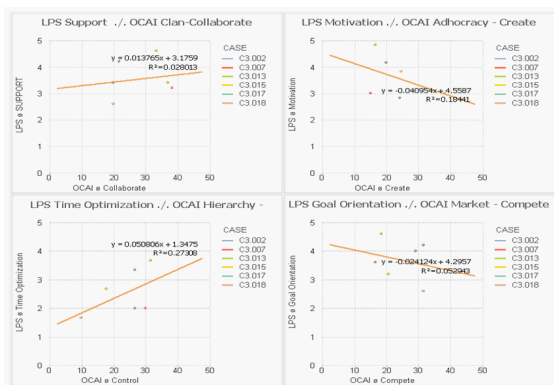 LPS Support ./. OCAI Clan-Collaborate
5
4
3
2
1
0
LPS ø SUPPORT
0 10 20 30 40 50
OCAI ø Collaborate
y = 0.013765x + 3.1759
R²=0.028013
CASE
C3.002
C3.007
C3.013
C3.015
C3.017
C3.018
LPS Motivation ./. OCAI Adhocracy - Create
5
4
3
2
1
0
LPS ø Motivation
0 10 20 30 40 50
OCAI ø Create
y = -0.040954x + 4.5587
R²=0.18441
CASE
C3.002
C3.007
C3.013
C3.015
C3.017
C3.018
LPS Time Optimization ./. OCAI Hierarchy -
5
4
3
2
1
0
LPS ø Time Optimization
0 10 20 30 40 50
OCAI ø Control
y = 0.050806x + 1.3475
R²=0.27308
CASE
C3.002
C3.007
C3.013
C3.015
C3.017
C3.018
LPS Goal Orientation ./. OCAI Market - Compete
5
4
3
2
1
0
LPS ø Goal Orientation
0 10 20 30 40 50
OCAI ø Compete
y = -0.024124x + 4.2957
R²=0.052943
CASE
C3.002
C3.007
C3.013
C3.015
C3.017
C3.018